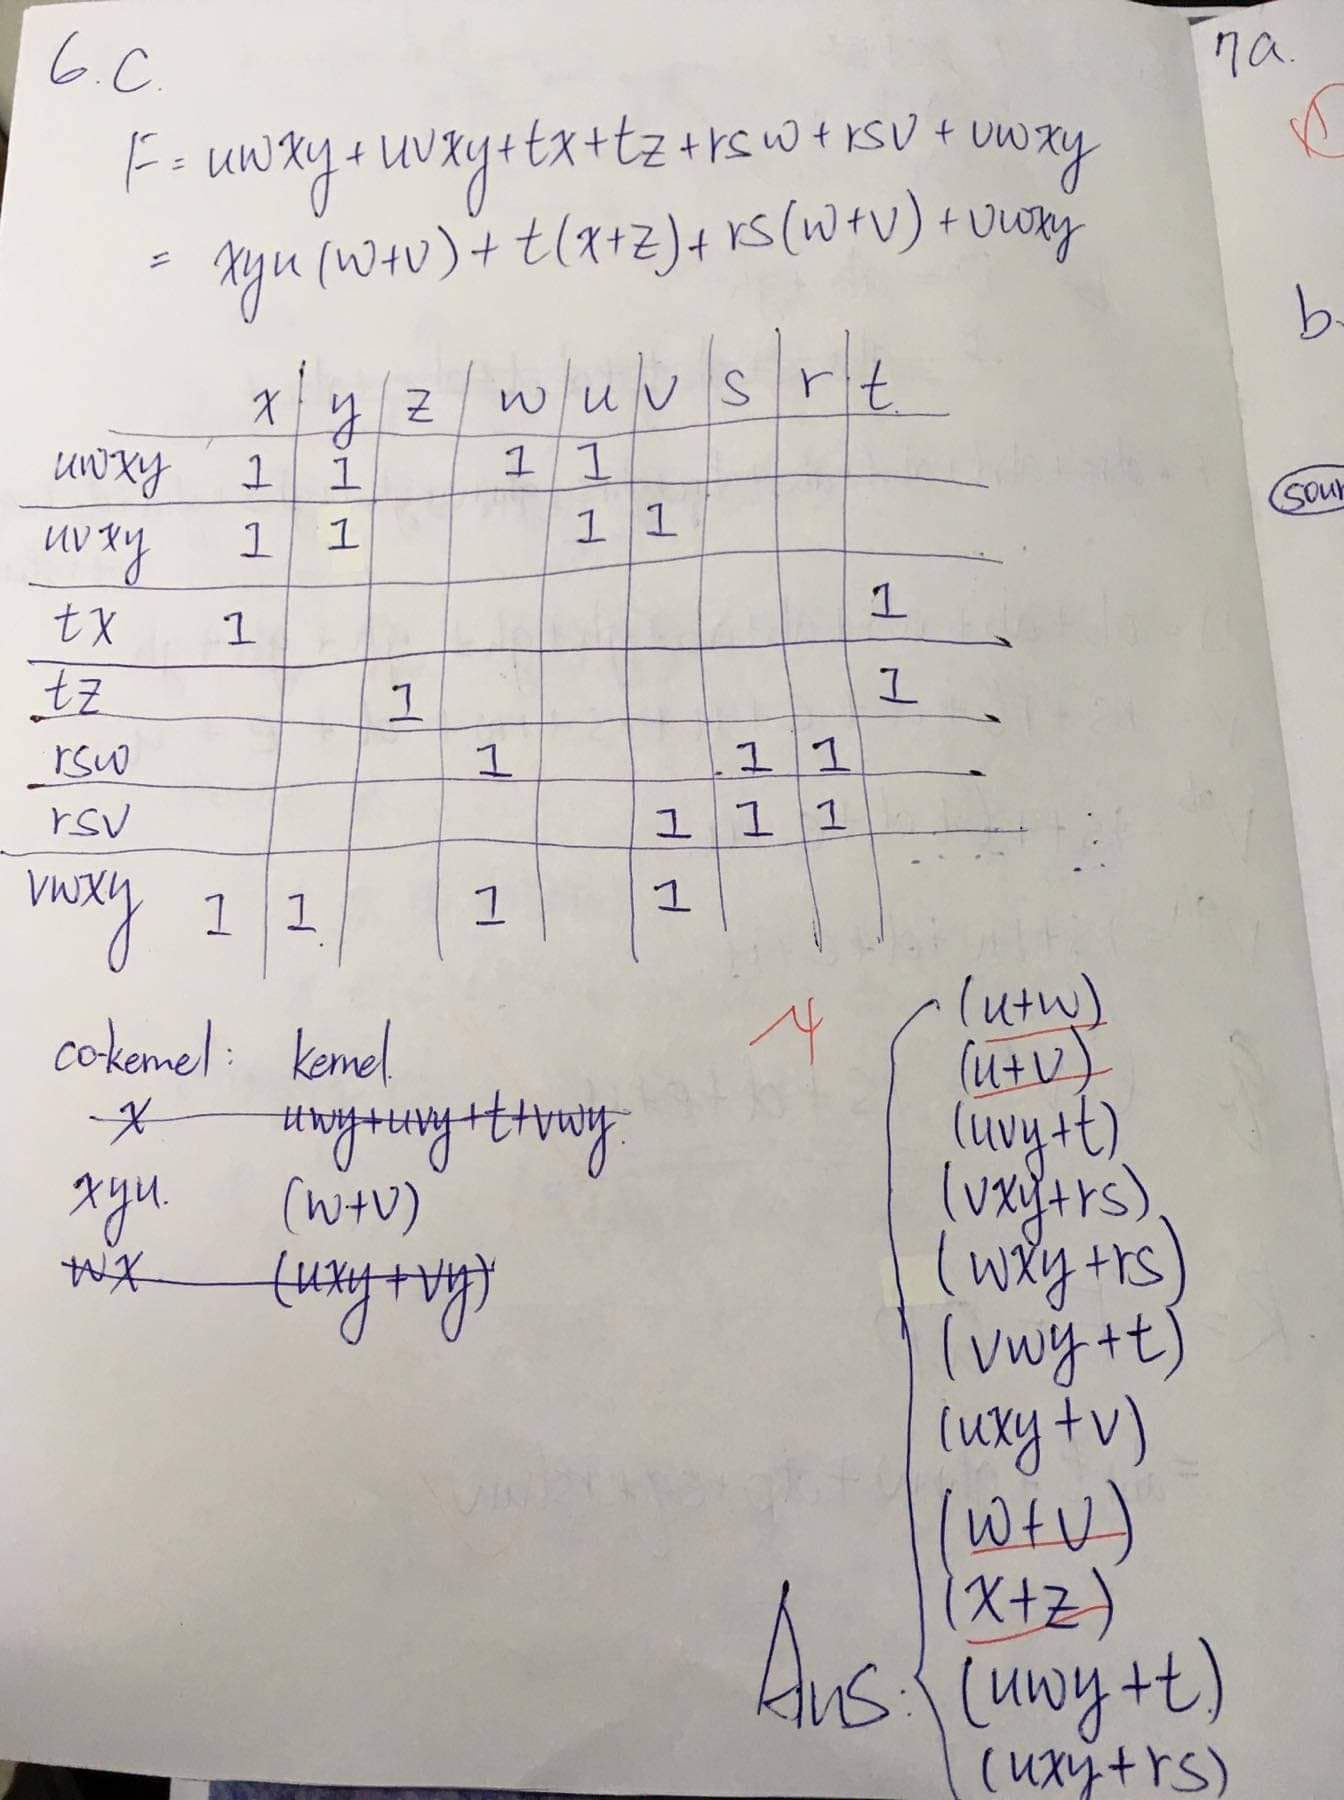 6.C.
F = uwxy + uvxy + tx + tz + rsw + rsv + vwxy
= xyu (w+v) + t(x+z) + rs(w+v) + vwxy
x y z w u v s r t
uwxy 1 1 1 1
uvxy 1 1 1 1
tx 1 1
tz 1 1
rsw 1 1 1
rsv 1 1 1
vwxy 1 1 1 1
co-kernel: kernel
x uwy+uvy+t+vwy
xyu. (w+v)
wx (uxy+vy)
Ans:
(u+w)
(u+v)
(uvy+t)
(vxy+rs)
(wxy+rs)
(vwy+t)
(uxy+v)
(w+v)
(x+z)
(uwy+t)
(uxy+rs)
7a.
b.